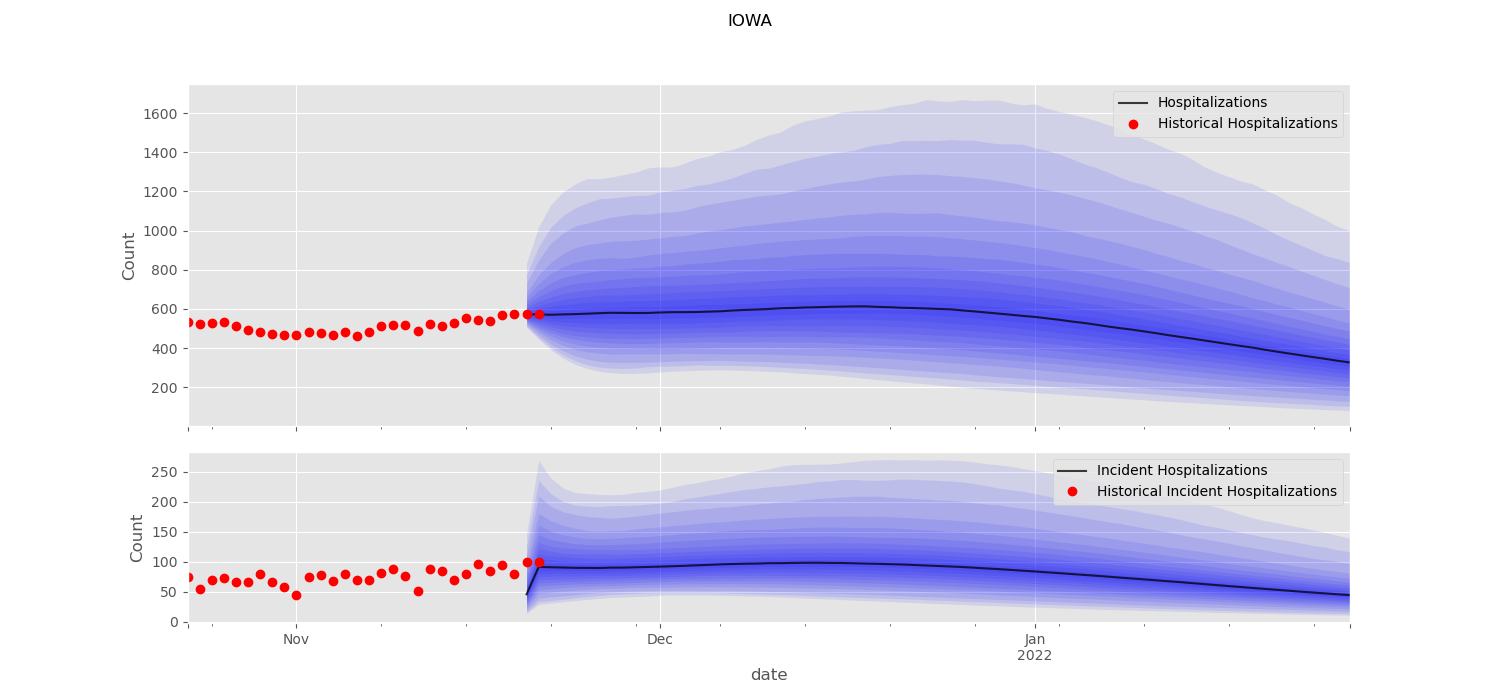 IOWA
Count
1600
1400
1200
1000
800
600
400
200
Hospitalizations
Historical Hospitalizations
Count
250
200
150
100
50
0
Incident Hospitalizations
Historical Incident Hospitalizations
Nov
Dec
Jan
2022
date